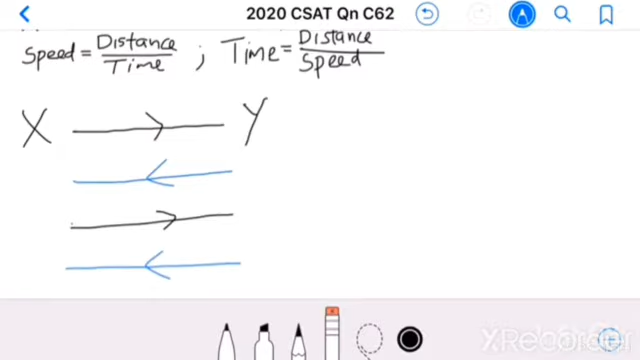 2020 CSAT Qn C62
Speed = Distance / Time ; Time = Distance / Speed
X Y
XRecorder